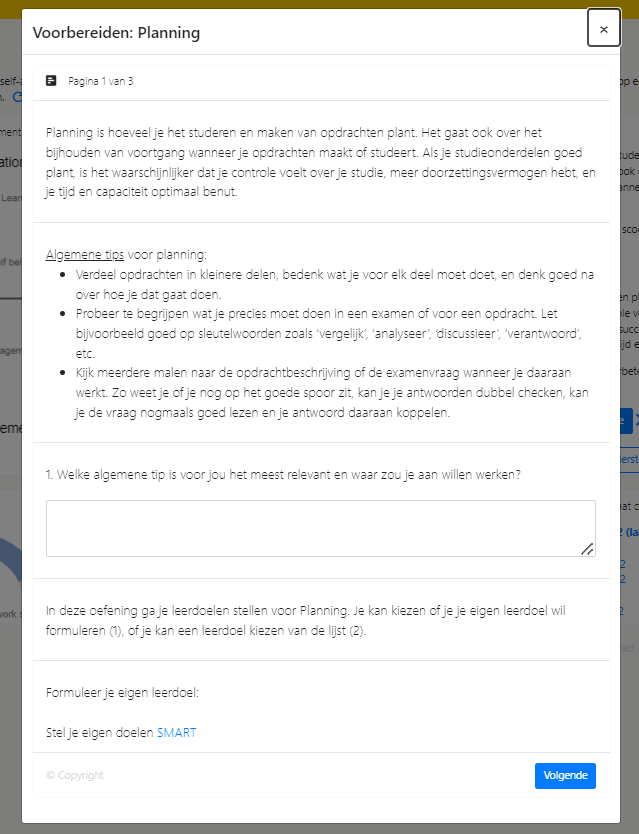 Voorbereiden: Planning
×
Pagina 1 van 3
Planning is hoeveel je het studeren en maken van opdrachten plant. Het gaat ook over het
bijhouden van voortgang wanneer je opdrachten maakt of studeert. Als je studieonderdelen goed
plant, is het waarschijnlijker dat je controle voelt over je studie, meer doorzettingsvermogen hebt, en
je tijd en capaciteit optimaal benut.
Algemene tips voor planning:
• Verdeel opdrachten in kleinere delen, bedenk wat je voor elk deel moet doet, en denk goed na
over hoe je dat gaat doen.
• Probeer te begrijpen wat je precies moet doen in een examen of voor een opdracht. Let
bijvoorbeeld goed op sleutelwoorden zoals ‘vergelijk’, ‘analyseer’, ‘discussieer’, ‘verantwoord’,
etc.
• Kijk meerdere malen naar de opdrachtbeschrijving of de examenvraag wanneer je daaraan
werkt. Zo weet je of je nog op het goede spoor zit, kan je je antwoorden dubbel checken, kan
je de vraag nogmaals goed lezen en je antwoord daaraan koppelen.
1. Welke algemene tip is voor jou het meest relevant en waar zou je aan willen werken?
In deze oefening ga je leerdoelen stellen voor Planning. Je kan kiezen of je je eigen leerdoel wil
formuleren (1), of je kan een leerdoel kiezen van de lijst (2).
Formuleer je eigen leerdoel:
Stel je eigen doelen SMART
© Copyright
Volgende